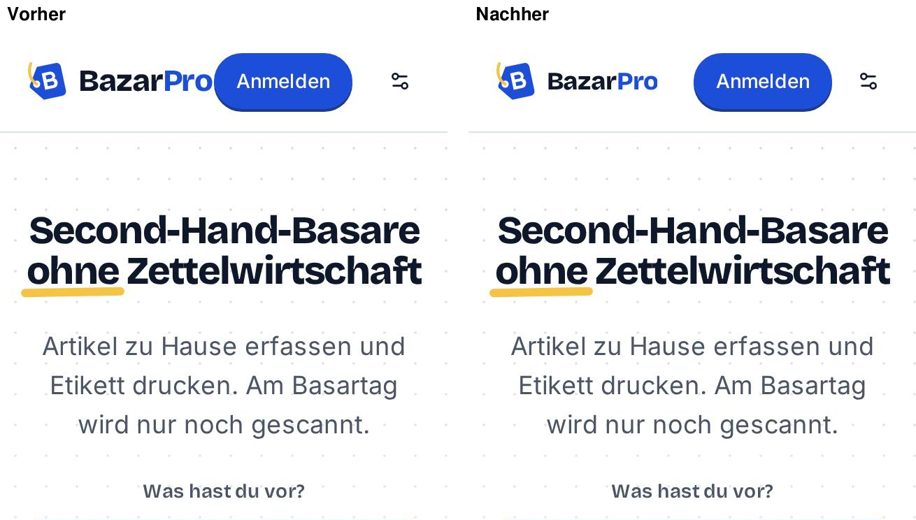 Vorher
B BazarPro Anmelden
Second-Hand-Basare
ohne Zettelwirtschaft
Artikel zu Hause erfassen und
Etikett drucken. Am Basartag
wird nur noch gescannt.
Was hast du vor?
Nachher
B BazarPro Anmelden
Second-Hand-Basare
ohne Zettelwirtschaft
Artikel zu Hause erfassen und
Etikett drucken. Am Basartag
wird nur noch gescannt.
Was hast du vor?